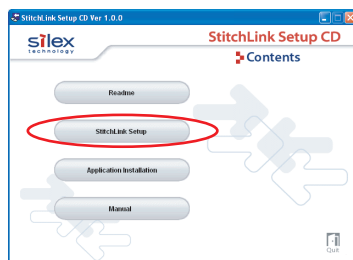 StitchLink Setup CD Ver 1.0.0
silex
technology
StitchLink Setup CD
Contents
Readme
StitchLink Setup
Application Installation
Manual
Quit